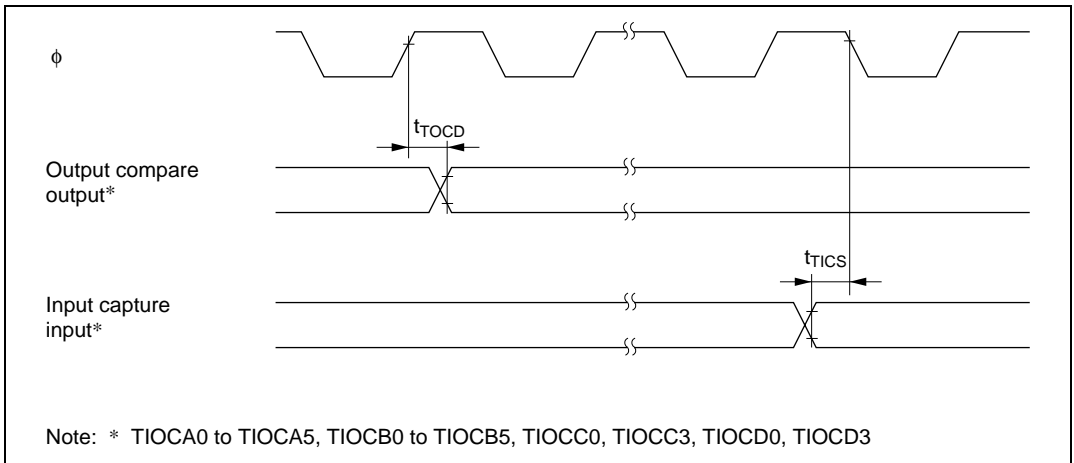 ϕ
tTOCD
Output compare
output*
tTICS
Input capture
input*
Note: * TIOCA0 to TIOCA5, TIOCB0 to TIOCB5, TIOCC0, TIOCC3, TIOCD0, TIOCD3